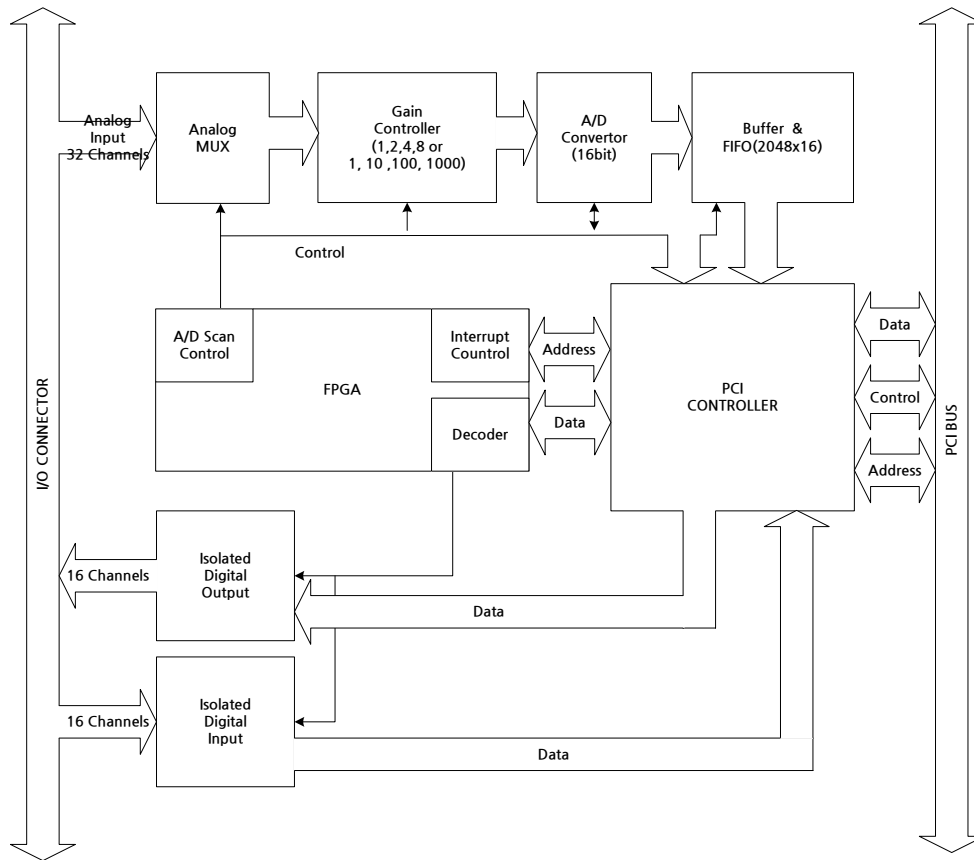 Analog
Input
32 Channels
Analog
MUX
Gain
Controller
(1,2,4,8 or
1, 10 ,100, 1000)
A/D
Convertor
(16bit)
Buffer &
FIFO(2048x16)
Control
A/D Scan
Control
FPGA
Interrupt
Countrol
Decoder
Address
Data
PCI
CONTROLLER
Data
Control
Address
I/O CONNECTOR
PCI BUS
16 Channels
Isolated
Digital
Output
Data
16 Channels
Isolated
Digital
Input
Data